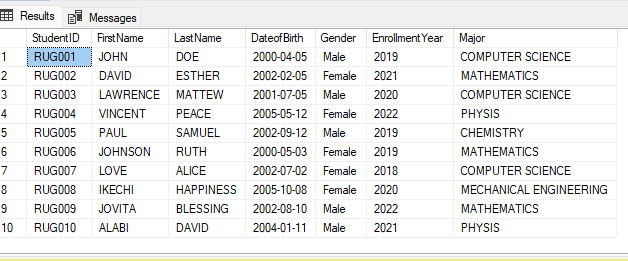 Results Messages
StudentID FirstName LastName DateofBirth Gender EnrollmentYear Major
1 RUG001 JOHN DOE 2000-04-05 Male 2019 COMPUTER SCIENCE
2 RUG002 DAVID ESTHER 2002-02-05 Female 2021 MATHEMATICS
3 RUG003 LAWRENCE MATTEW 2001-07-05 Male 2020 COMPUTER SCIENCE
4 RUG004 VINCENT PEACE 2005-05-12 Female 2022 PHYSIS
5 RUG005 PAUL SAMUEL 2002-09-12 Male 2019 CHEMISTRY
6 RUG006 JOHNSON RUTH 2000-05-03 Female 2019 MATHEMATICS
7 RUG007 LOVE ALICE 2002-07-02 Female 2018 COMPUTER SCIENCE
8 RUG008 IKECHI HAPPINESS 2005-10-08 Female 2020 MECHANICAL ENGINEERING
9 RUG009 JOVITA BLESSING 2002-08-10 Male 2022 MATHEMATICS
10 RUG010 ALABI DAVID 2004-01-11 Male 2021 PHYSIS